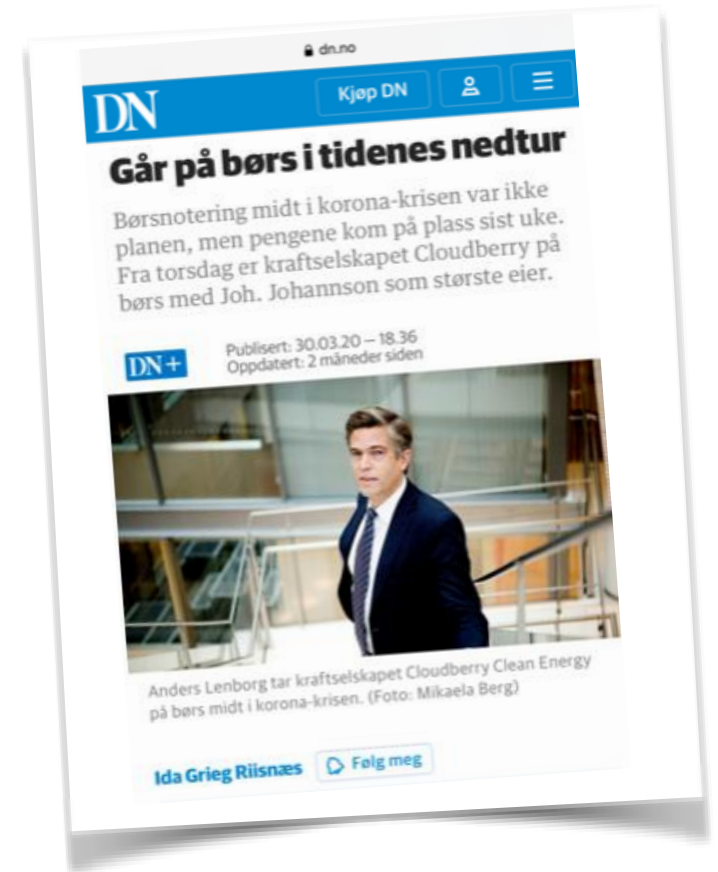 dn.no
DN
Kjøp DN
Går på børs i tidenes nedtur
Børsnotering midt i korona-krisen var ikke
planen, men pengene kom på plass sist uke.
Fra torsdag er kraftselskapet Cloudberry på
børs med Joh. Johannson som største eier.
DN+
Publisert: 30.03.20 — 18.36
Oppdatert: 2 måneder siden
Anders Lenborg tar kraftselskapet Cloudberry Clean Energy
på børs midt i korona-krisen. (Foto: Mikaela Berg)
Ida Grieg Riisnæs
Følg meg